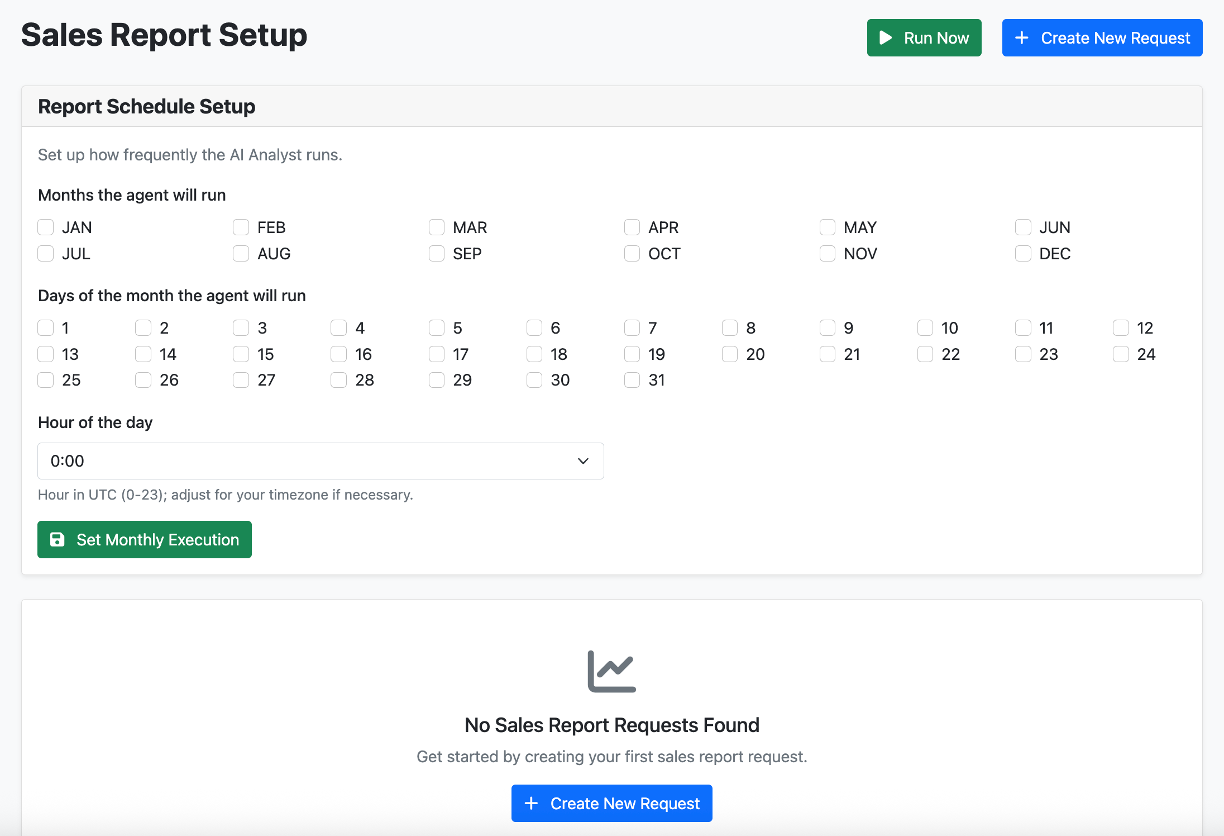 Sales Report Setup
Run Now
Create New Request
Report Schedule Setup
Set up how frequently the AI Analyst runs.
Months the agent will run
JAN FEB MAR APR MAY JUN
JUL AUG SEP OCT NOV DEC
Days of the month the agent will run
1 2 3 4 5 6 7 8 9 10 11 12
13 14 15 16 17 18 19 20 21 22 23 24
25 26 27 28 29 30 31
Hour of the day
0:00
Hour in UTC (0-23); adjust for your timezone if necessary.
Set Monthly Execution
No Sales Report Requests Found
Get started by creating your first sales report request.
Create New Request